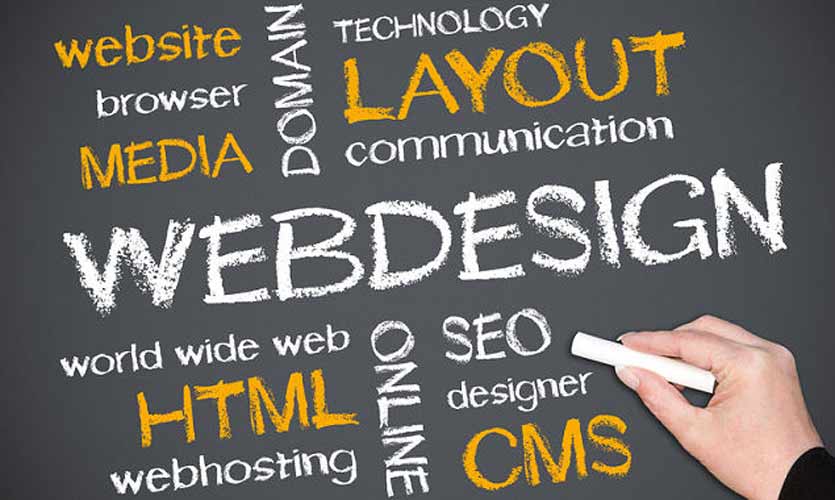 website
browser
MEDIA
DOMAIN
TECHNOLOGY
LAYOUT
communication
WEBDESIGN
world wide web
HTML
webhosting
ONLINE
SEO
designer
CMS